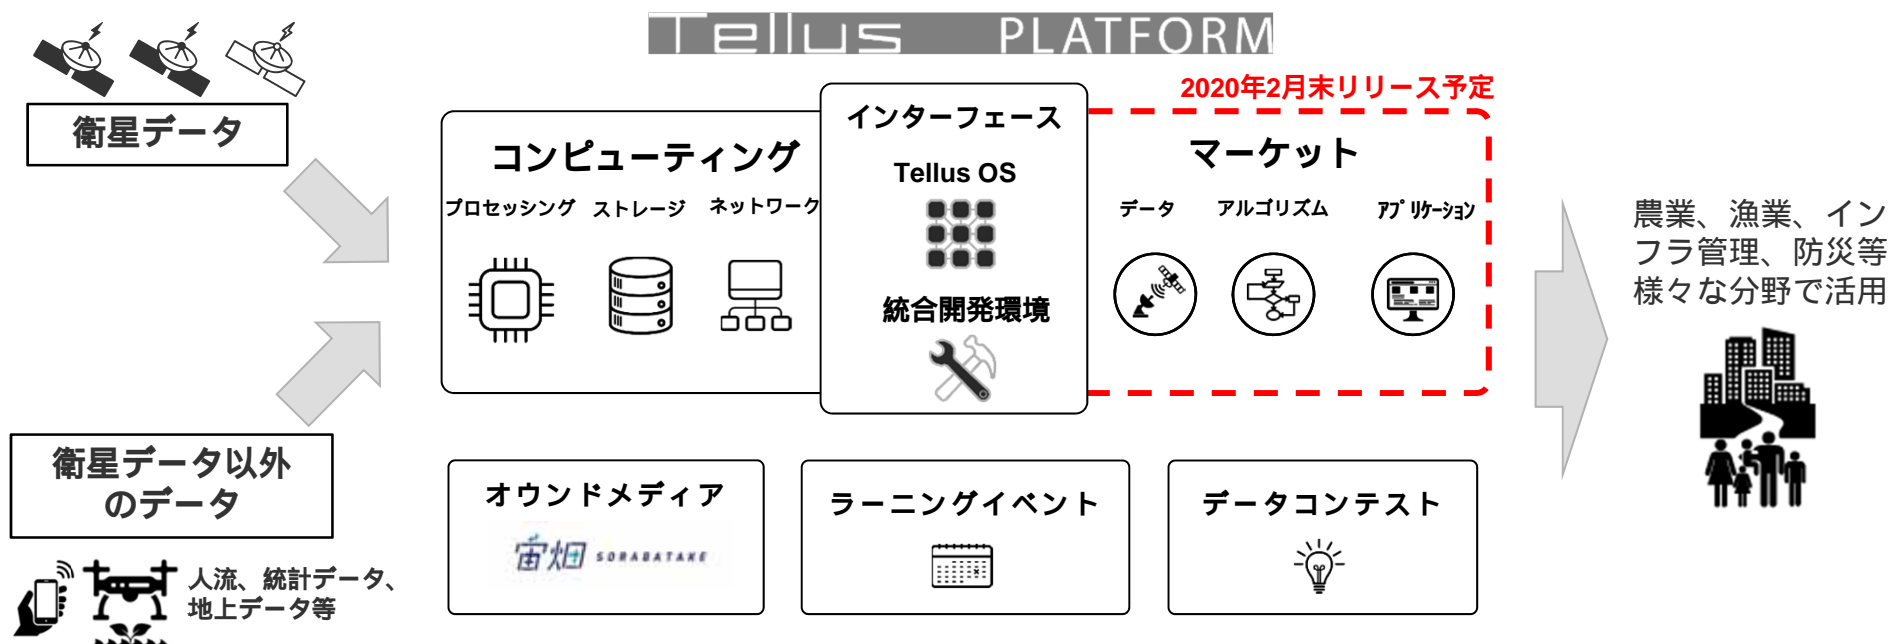 Tellus PLATFORM
衛星データ
2020年2月末リリース予定
コンピューティング
プロセッシング
ストレージ
ネットワーク
インターフェース
Tellus OS
統合開発環境
マーケット
データ
アルゴリズム
ｱﾌﾟﾘｹｰｼｮﾝ
農業、漁業、イン
フラ管理、防災等
様々な分野で活用
衛星データ以外
のデータ
人流、統計データ、
地上データ等
オウンドメディア
宙畑 SORABATAKE
ラーニングイベント
データコンテスト